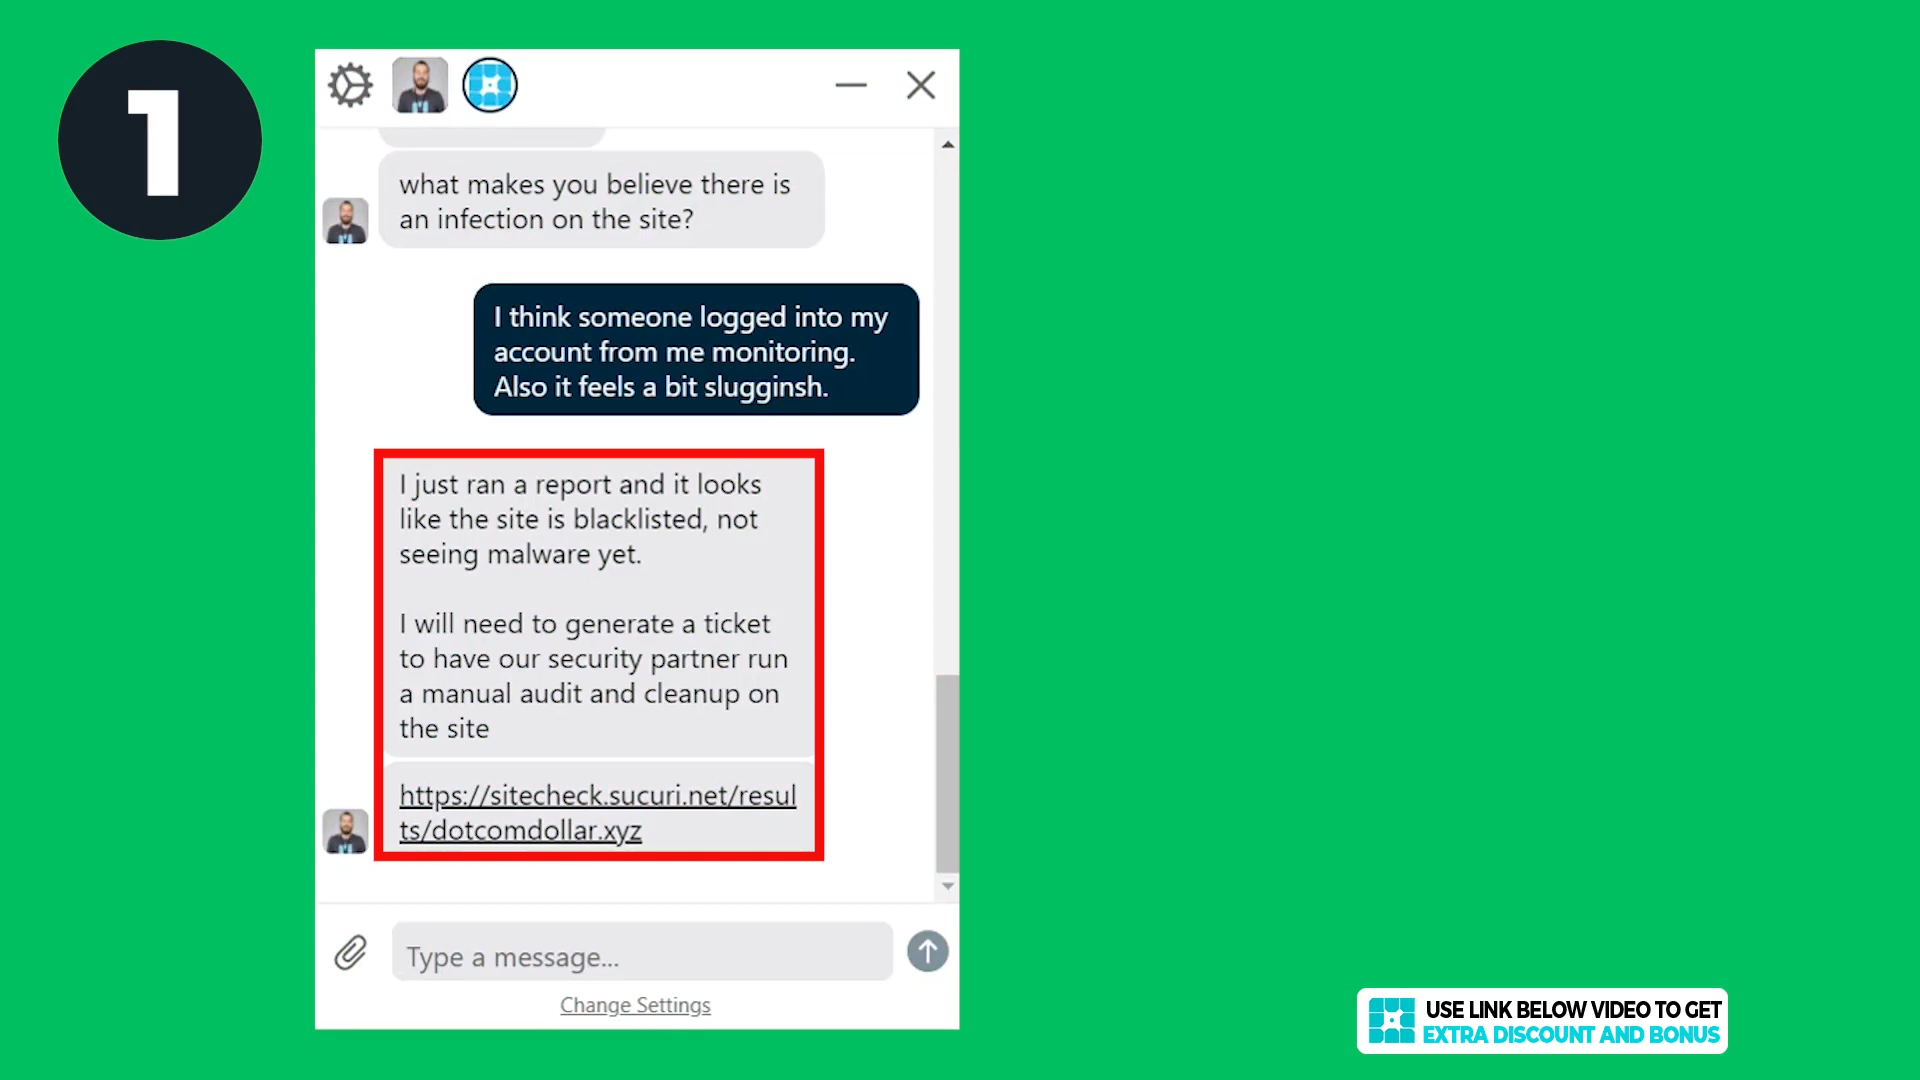 1
what makes you believe there is
an infection on the site?
I think someone logged into my
account from me monitoring.
Also it feels a bit slugginsh.
I just ran a report and it looks
like the site is blacklisted, not
seeing malware yet.
I will need to generate a ticket
to have our security partner run
a manual audit and cleanup on
the site
https://sitecheck.sucuri.net/resul
ts/dotcomdollar.xyz
Type a message...
Change Settings
USE LINK BELOW VIDEO TO GET
EXTRA DISCOUNT AND BONUS